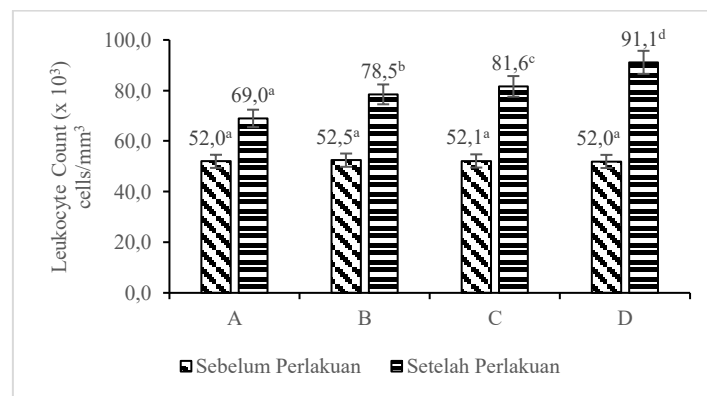 Leukocyte Count (x 10³)
cells/mm³
100,0
80,0
60,0
40,0
20,0
0,0
52,0ᵃ
69,0ᵃ
52,5ᵃ
78,5ᵇ
52,1ᵃ
81,6ᶜ
52,0ᵃ
91,1ᵈ
A B C D
Sebelum Perlakuan Setelah Perlakuan